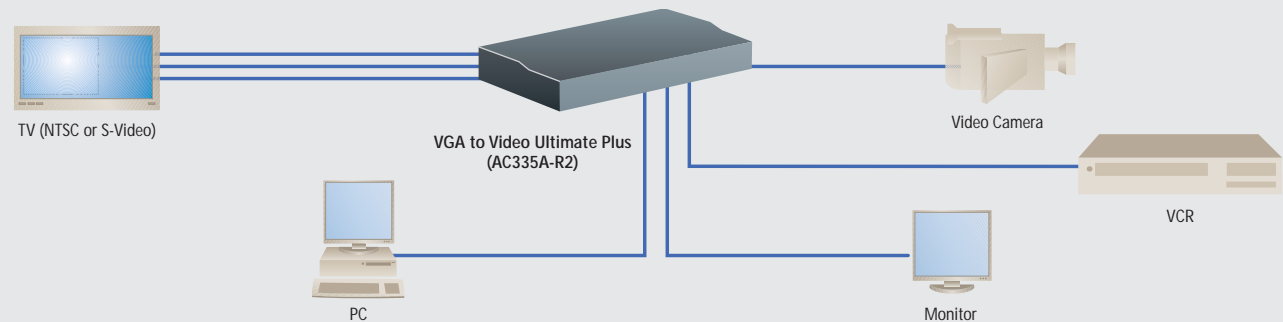 TV (NTSC or S-Video)
VGA to Video Ultimate Plus
(AC335A-R2)
Video Camera
VCR
PC
Monitor